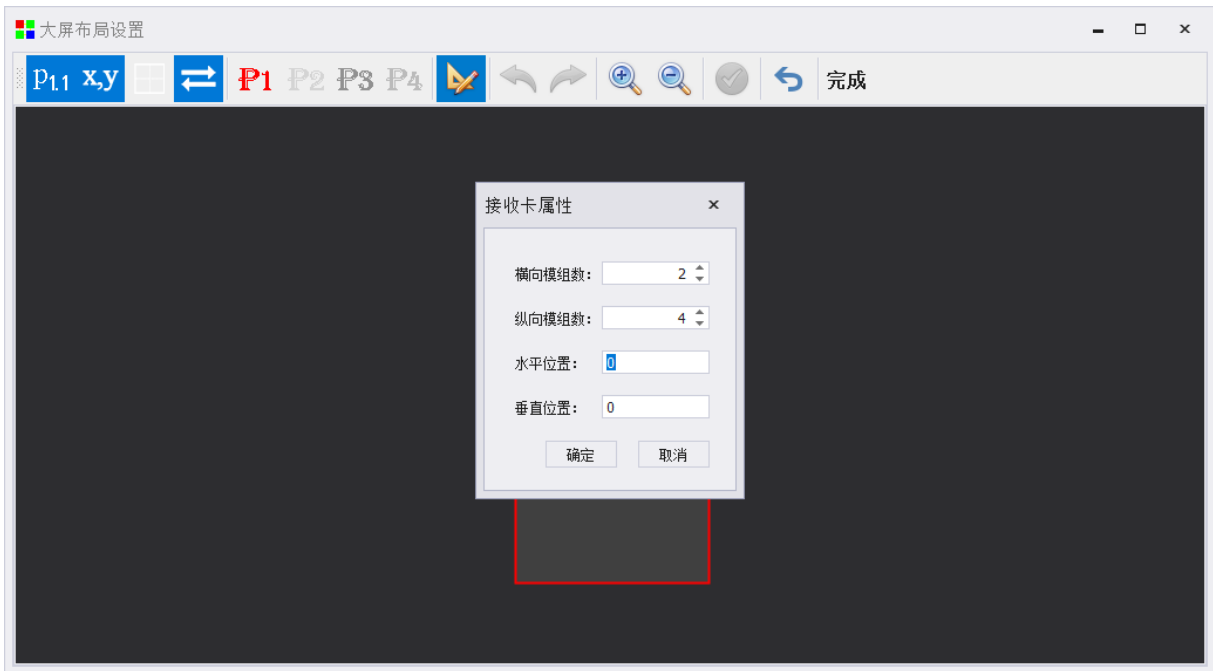 大屏布局设置
P1.1 x,y P1 P2 P3 P4 完成
接收卡属性
横向模组数: 2
纵向模组数: 4
水平位置: 0
垂直位置: 0
确定 取消